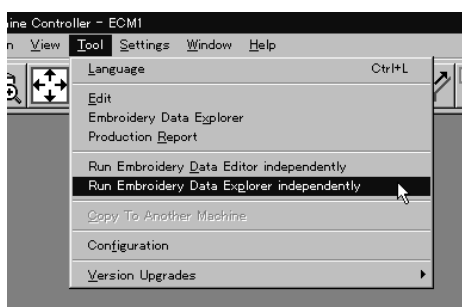 ine Controller - ECM1
n View Tool Settings Window Help
Language Ctrl+L
Edit
Embroidery Data Explorer
Production Report
Run Embroidery Data Editor independently
Run Embroidery Data Explorer independently
Copy To Another Machine
Configuration
Version Upgrades